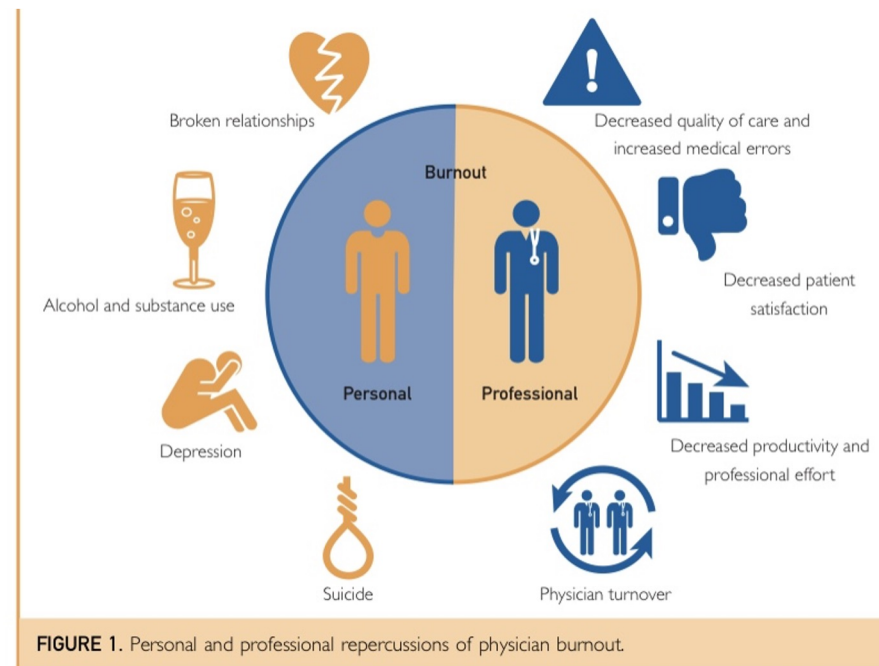 Broken relationships
Decreased quality of care and
increased medical errors
Burnout
Alcohol and substance use
Decreased patient
satisfaction
Personal
Professional
Depression
Decreased productivity and
professional effort
Suicide
Physician turnover
FIGURE 1. Personal and professional repercussions of physician burnout.